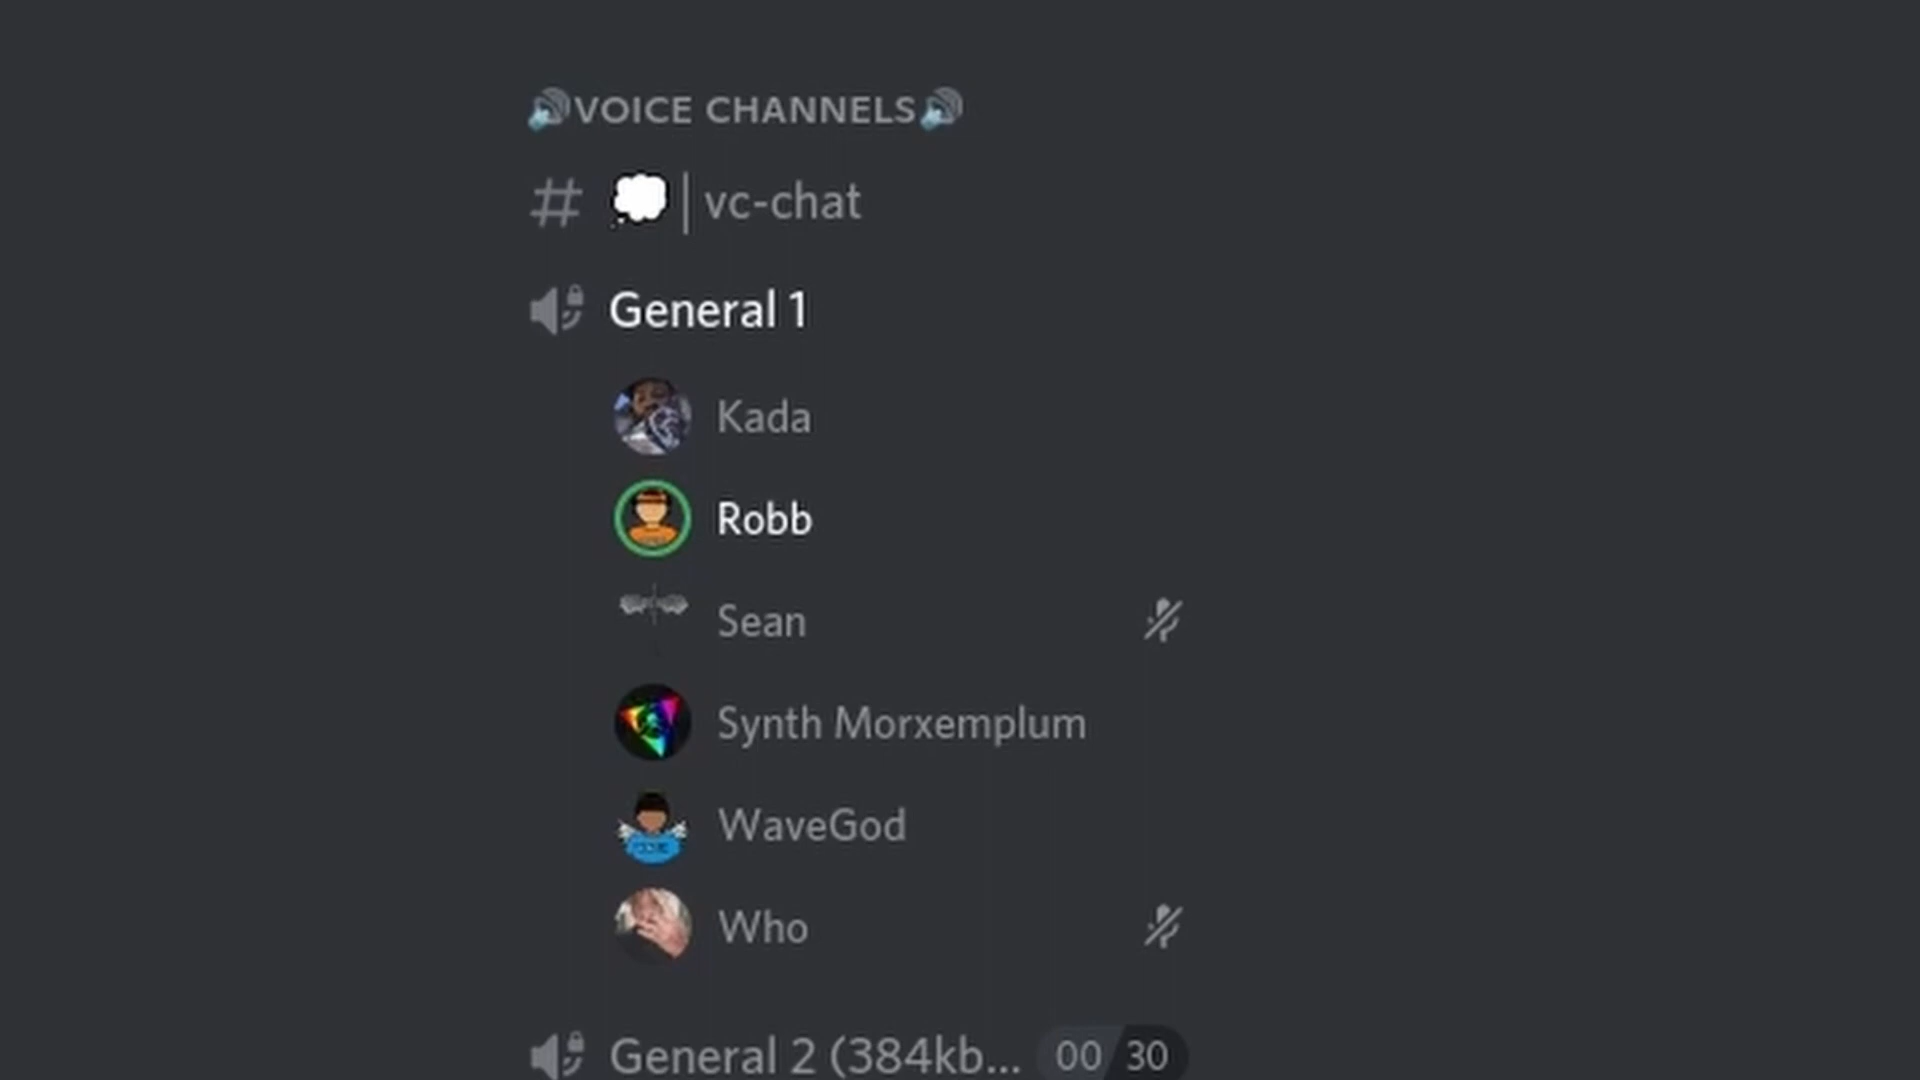 🔊VOICE CHANNELS🔊
# 💭│vc-chat
General 1
Kada
Robb
Sean
Synth Morxemplum
WaveGod
Who
General 2 (384kb... 00 30